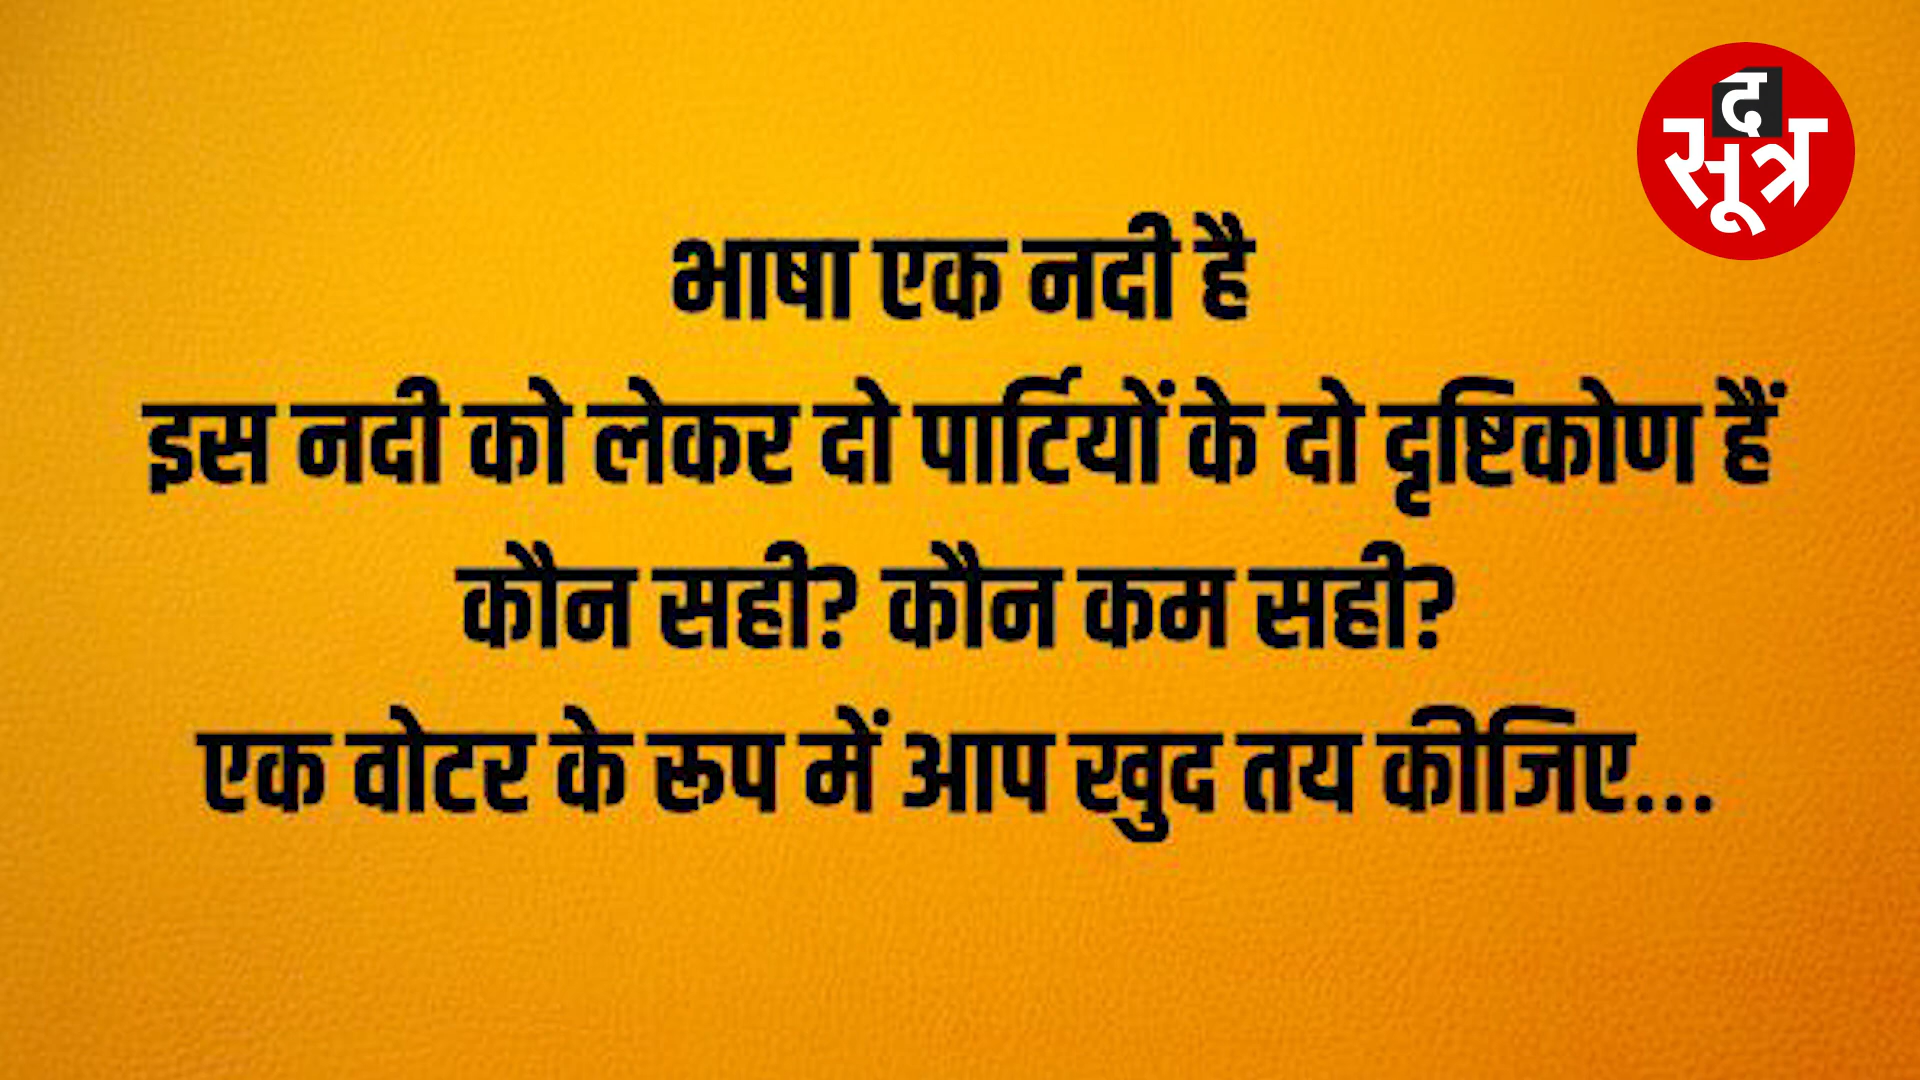 द
सूत्र
भाषा एक नदी है
इस नदी को लेकर दो पार्टियों के दो दृष्टिकोण हैं
कौन सही? कौन कम सही?
एक वोटर के रूप में आप खुद तय कीजिए...